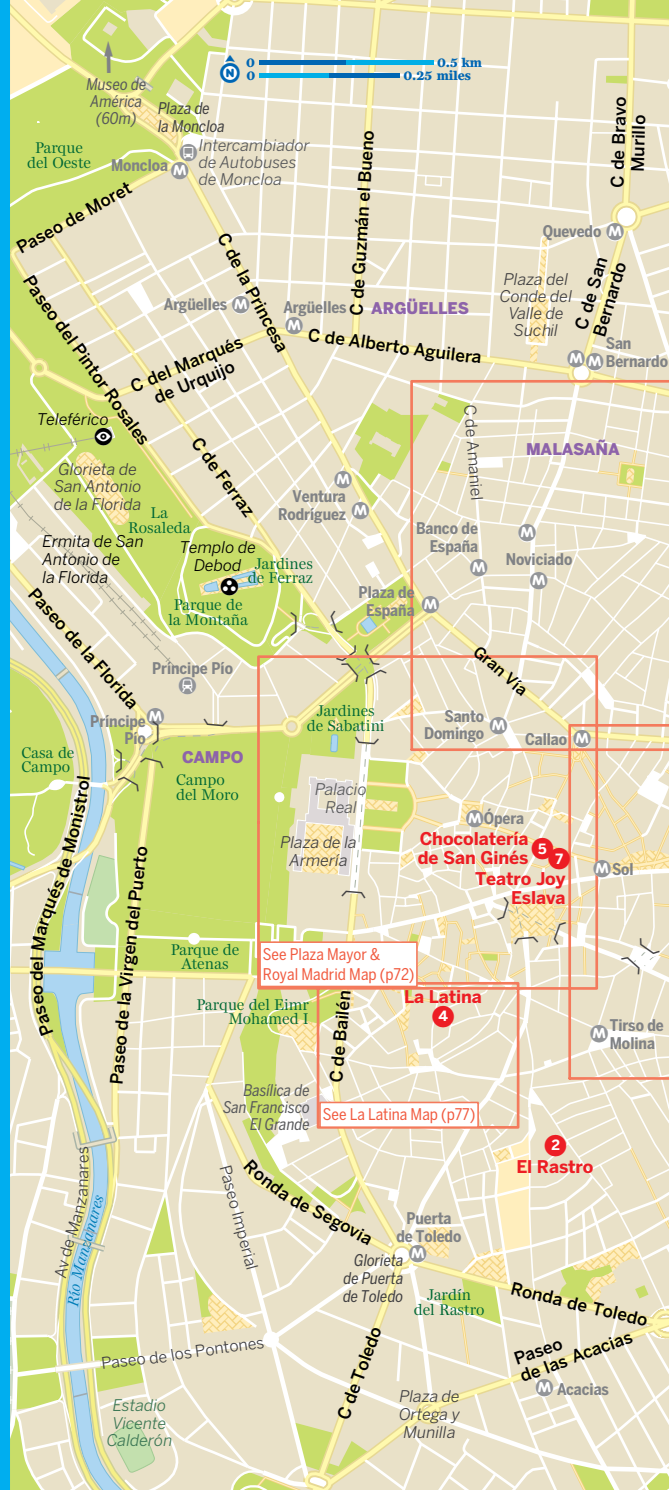 0 0.5 km
N
0 0.25 miles
Museo de
América
(60m)
Plaza de
la Moncloa
Intercambiador
de Autobuses
de Moncloa
Parque
del Oeste
Moncloa
M
C de Bravo
Murillo
Paseo de Moret
C de Guzmán el Bueno
Quevedo
M
C de la Princesa
Plaza del
Conde del
Valle de
Suchil
C de San
Bernardo
Paseo del Pintor Rosales
Argüelles
M
Argüelles
M
ARGÜELLES
C de Alberto Aguilera
San
Bernardo
M
M
C del Marqués
de Urquijo
Teleférico
C de Ferraz
C de Amaniel
MALASAÑA
Glorieta de
San Antonio
de la Florida
La
Rosaleda
Ventura
Rodríguez
M
M
Ermita de San
Antonio de
la Florida
Templo de
Debod
Jardines
de Ferraz
Banco de
España
M
M
Noviciado
M
Parque de
la Montaña
Plaza de
España
M
Paseo de la Florida
Príncipe Pío
Gran Vía
Príncipe
Pío
M
Jardines
de Sabatini
Santo
Domingo
M
Callao
M
Casa de
Campo
CAMPO
Campo
del Moro
Palacio
Real
Plaza de la
Armería
M
Ópera
Chocolatería
de San Ginés
5
7
Teatro Joy
Eslava
M
Sol
Paseo del Marqués de Monistrol
Paseo de la Virgen del Puerto
Parque de
Atenas
See Plaza Mayor &
Royal Madrid Map (p72)
Parque del Eimr
Mohamed I
C de Bailén
La Latina
4
M
Tirso de
Molina
Basílica de
San Francisco
El Grande
See La Latina Map (p77)
2
El Rastro
Av de Manzanares
Río Manzanares
Paseo Imperial
Ronda de Segovia
Puerta
de Toledo
M
Glorieta
de Puerta
de Toledo
Jardín
del Rastro
Ronda de Toledo
Paseo de los Pontones
C de Toledo
Paseo
de las Acacias
M
Acacias
Estadio
Vicente
Calderón
Plaza de
Ortega y
Munilla